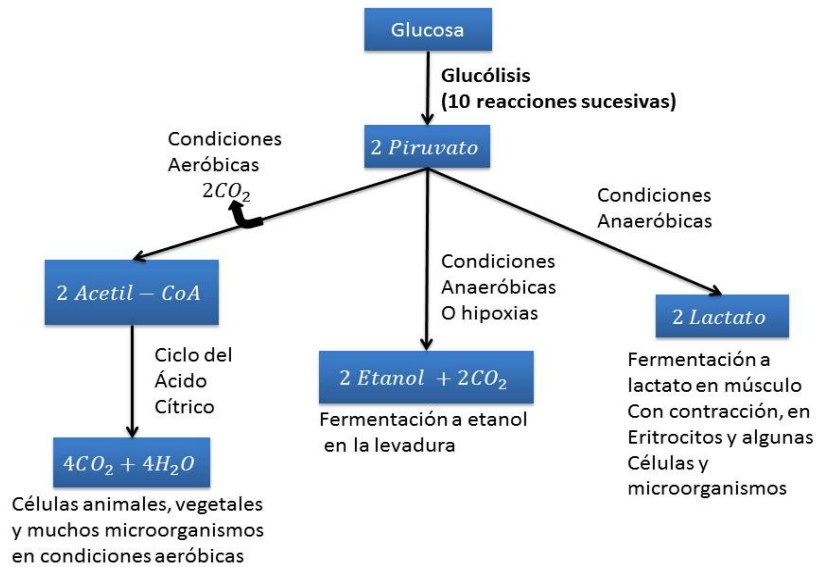 Glucosa
Glucólisis
(10 reacciones sucesivas)
2 Piruvato
Condiciones
Aeróbicas
2CO₂
Condiciones
Anaeróbicas
2 Acetil – CoA
Condiciones
Anaeróbicas
O hipoxias
2 Lactato
Ciclo del
Ácido
Cítrico
2 Etanol + 2CO₂
Fermentación a etanol
en la levadura
Fermentación a
lactato en músculo
Con contracción, en
Eritrocitos y algunas
Células y
microorganismos
4CO₂ + 4H₂O
Células animales, vegetales
y muchos microorganismos
en condiciones aeróbicas